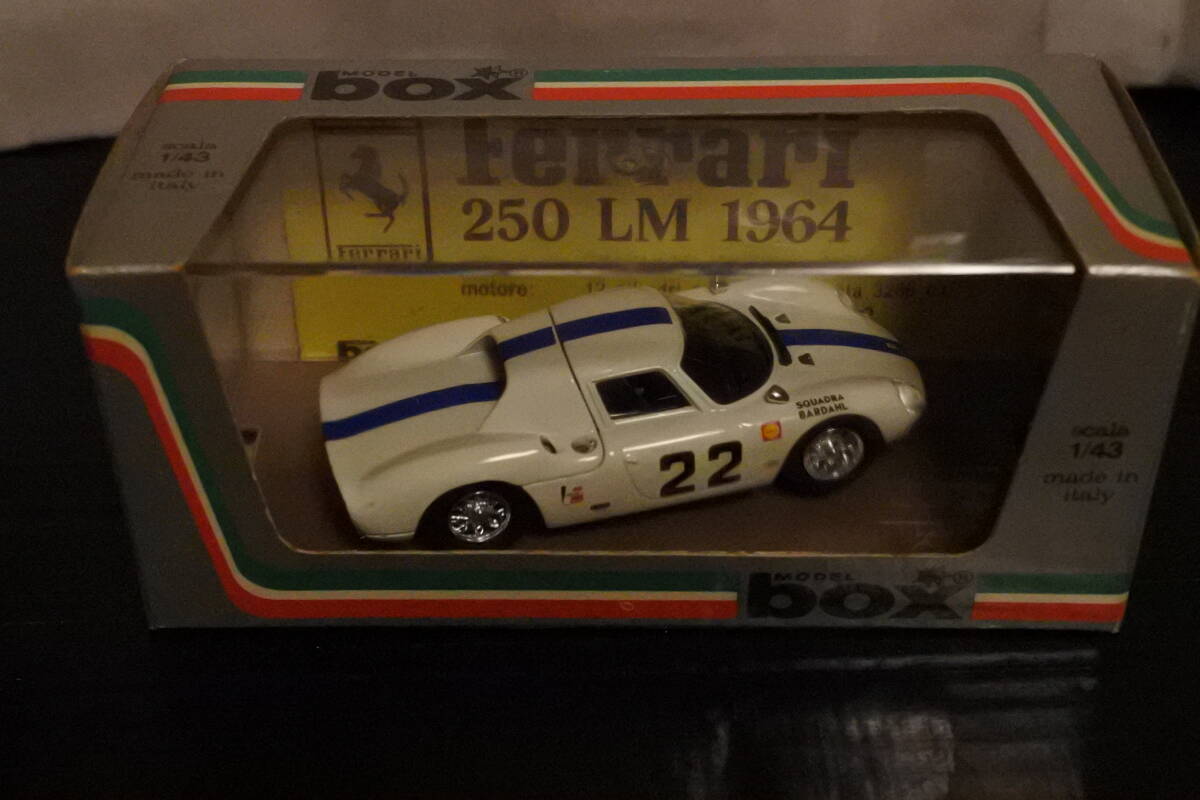 MODEL
box®
scala
1/43
made in
italy
Ferrari
250 LM 1964
Ferrari
motore:
SQUADRA
BARDAHL
22
scala
1/43
made in
italy
MODEL
box®